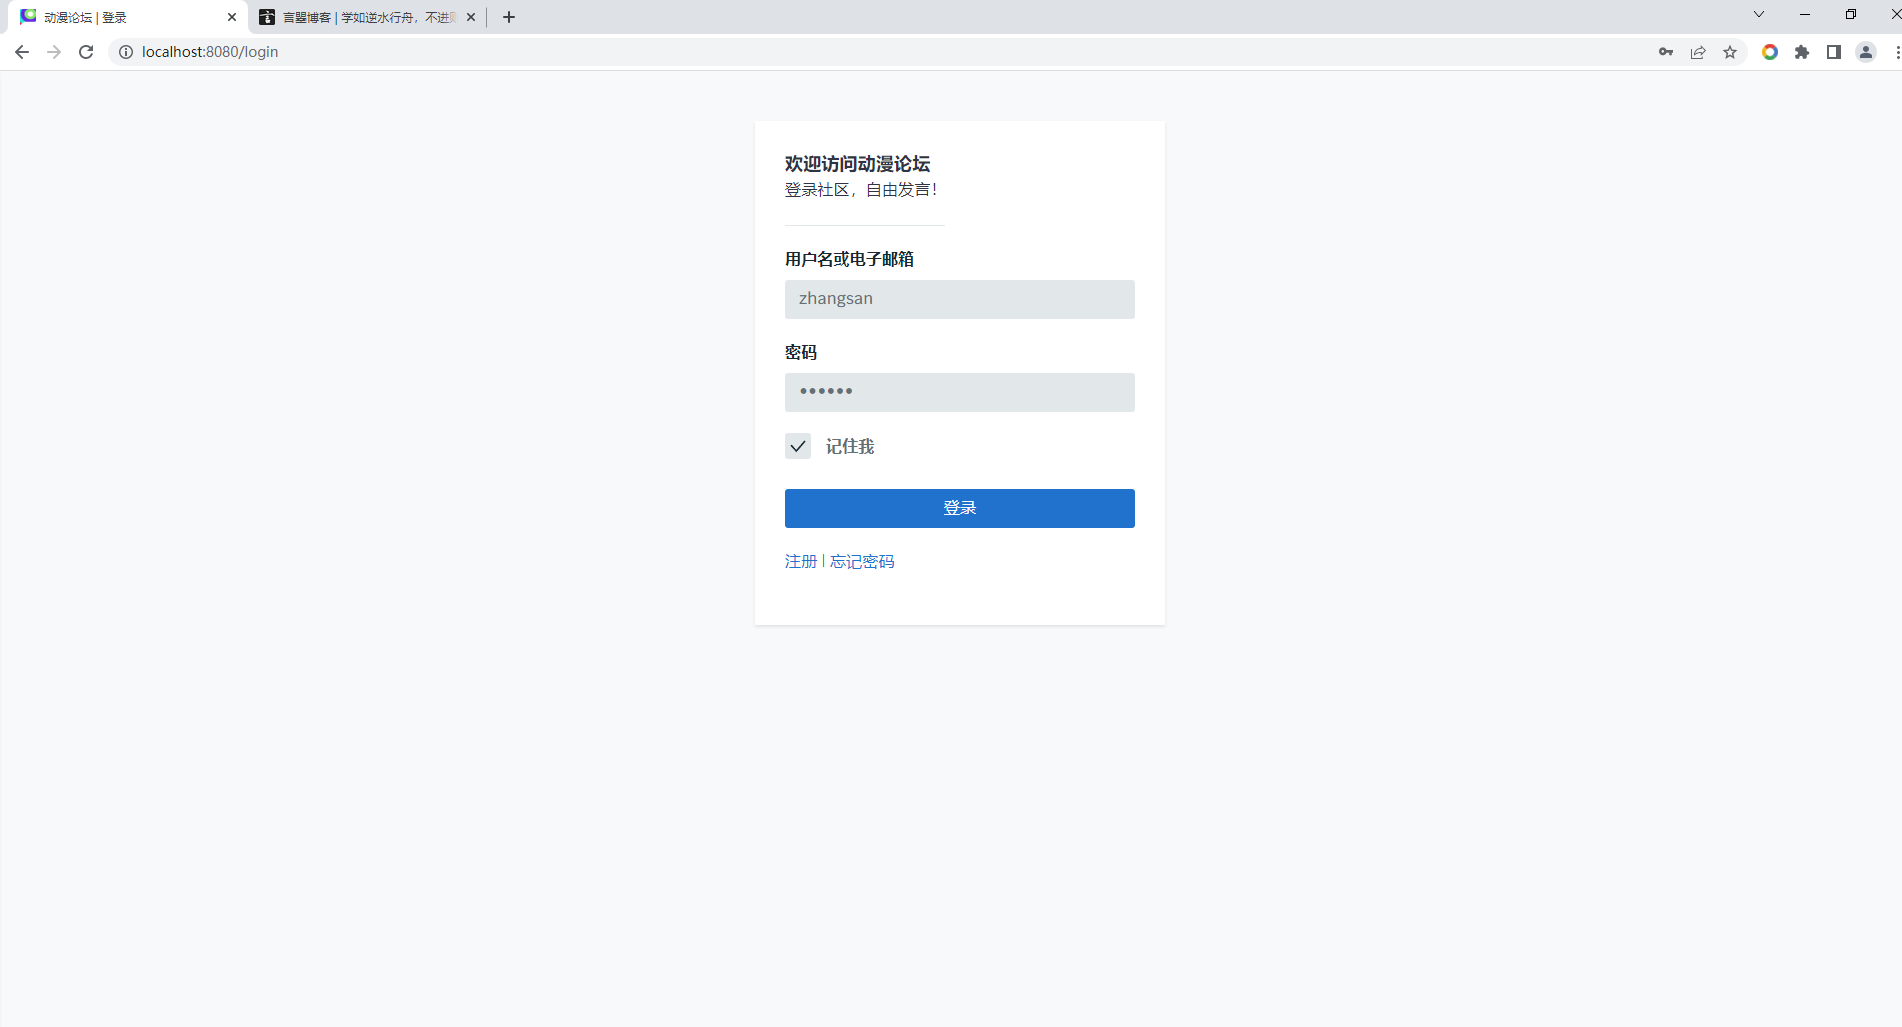 动漫论坛 | 登录
言曌博客 | 学如逆水行舟，不进则
localhost:8080/login
欢迎访问动漫论坛
登录社区，自由发言！
用户名或电子邮箱
zhangsan
密码
••••••
记住我
登录
注册 | 忘记密码